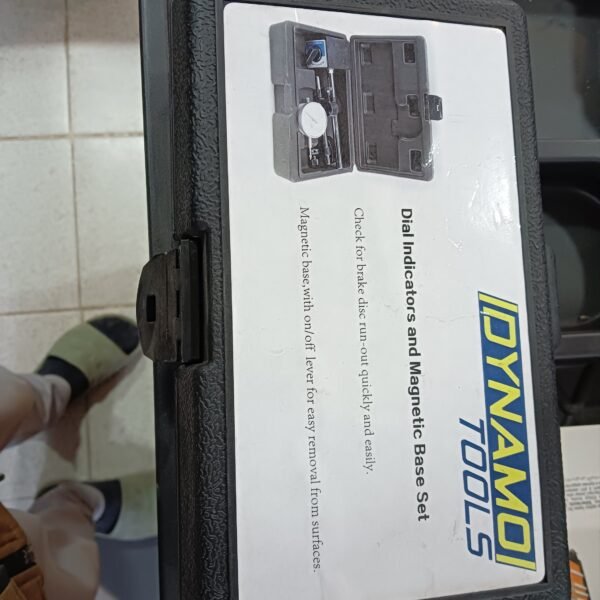 DYNAMO
TOOLS
Dial Indicators and Magnetic Base Set
Check for brake disc run-out quickly and easily.
Magnetic base,with on/off lever for easy removal from surfaces.